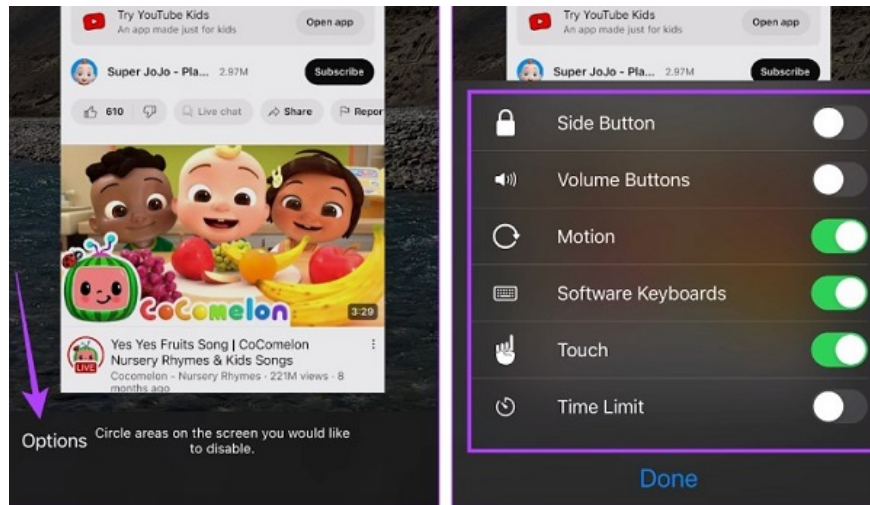 Try YouTube Kids
An app made just for kids
Open app
Super JoJo - Pla... 2.97M
Subscribe
610
Live chat
Share
Repor
CoComelon
3:29
LIVE
Yes Yes Fruits Song | CoComelon
Nursery Rhymes & Kids Songs
Cocomelon - Nursery Rhymes · 221M views · 8
months ago
Options
Circle areas on the screen you would like
to disable.
Try YouTube Kids
An app made just for kids
Open app
Super JoJo - Pla... 2.97M
Subscribe
Side Button
Volume Buttons
Motion
Software Keyboards
Touch
Time Limit
Done